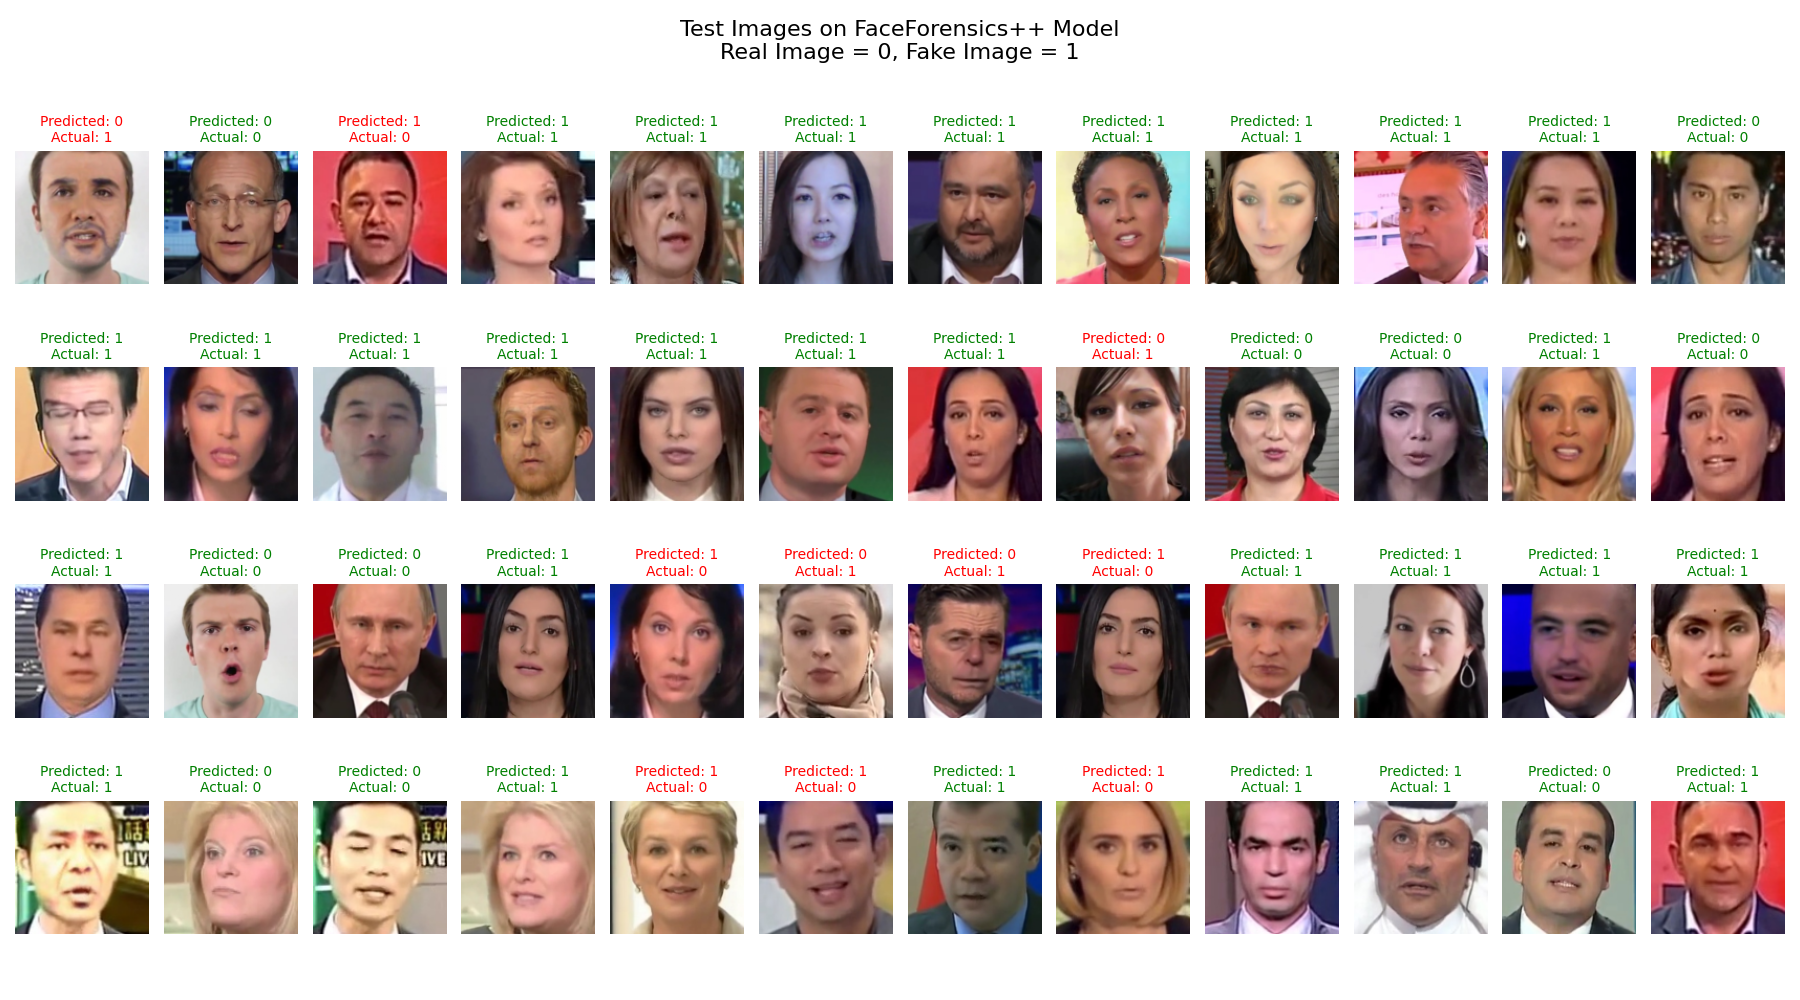 Test Images on FaceForensics++ Model
Real Image = 0, Fake Image = 1
Predicted: 0 Predicted: 0 Predicted: 1 Predicted: 1 Predicted: 1 Predicted: 1 Predicted: 1 Predicted: 1 Predicted: 1 Predicted: 1 Predicted: 1 Predicted: 0
Actual: 1 Actual: 0 Actual: 0 Actual: 1 Actual: 1 Actual: 1 Actual: 1 Actual: 1 Actual: 1 Actual: 1 Actual: 1 Actual: 0
Predicted: 1 Predicted: 1 Predicted: 1 Predicted: 1 Predicted: 1 Predicted: 1 Predicted: 1 Predicted: 0 Predicted: 0 Predicted: 0 Predicted: 1 Predicted: 0
Actual: 1 Actual: 1 Actual: 1 Actual: 1 Actual: 1 Actual: 1 Actual: 1 Actual: 1 Actual: 0 Actual: 0 Actual: 1 Actual: 0
Predicted: 1 Predicted: 0 Predicted: 0 Predicted: 1 Predicted: 1 Predicted: 0 Predicted: 0 Predicted: 1 Predicted: 1 Predicted: 1 Predicted: 1 Predicted: 1
Actual: 1 Actual: 0 Actual: 0 Actual: 1 Actual: 0 Actual: 1 Actual: 1 Actual: 0 Actual: 1 Actual: 1 Actual: 1 Actual: 1
Predicted: 1 Predicted: 0 Predicted: 0 Predicted: 1 Predicted: 1 Predicted: 1 Predicted: 1 Predicted: 1 Predicted: 1 Predicted: 1 Predicted: 0 Predicted: 1
Actual: 1 Actual: 0 Actual: 0 Actual: 1 Actual: 0 Actual: 0 Actual: 1 Actual: 0 Actual: 1 Actual: 1 Actual: 0 Actual: 1
LIV IVE